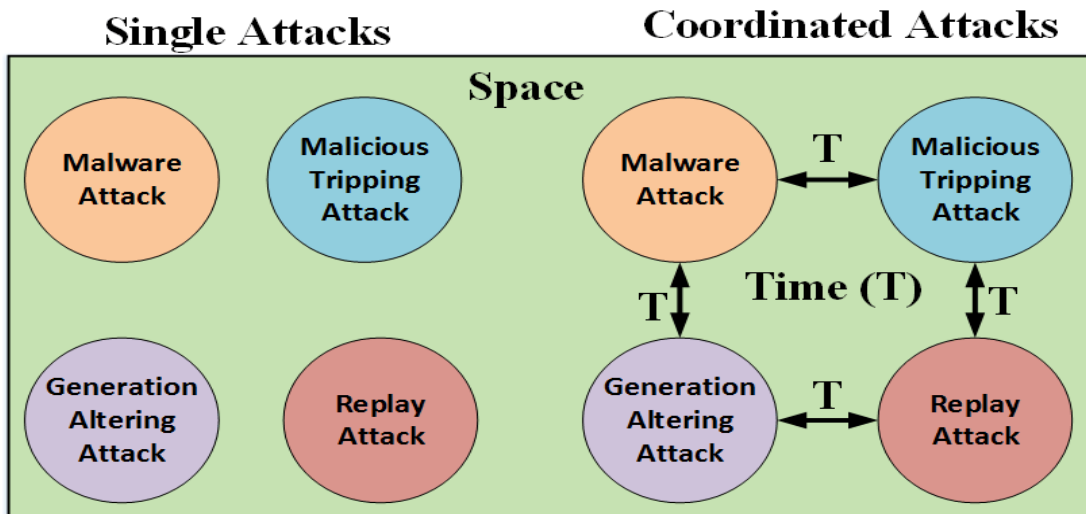 Single Attacks
Coordinated Attacks
Space
Malware
Attack
Malicious
Tripping
Attack
Malware
Attack
T
Malicious
Tripping
Attack
T
Time (T)
T
Generation
Altering
Attack
Replay
Attack
Generation
Altering
Attack
T
Replay
Attack